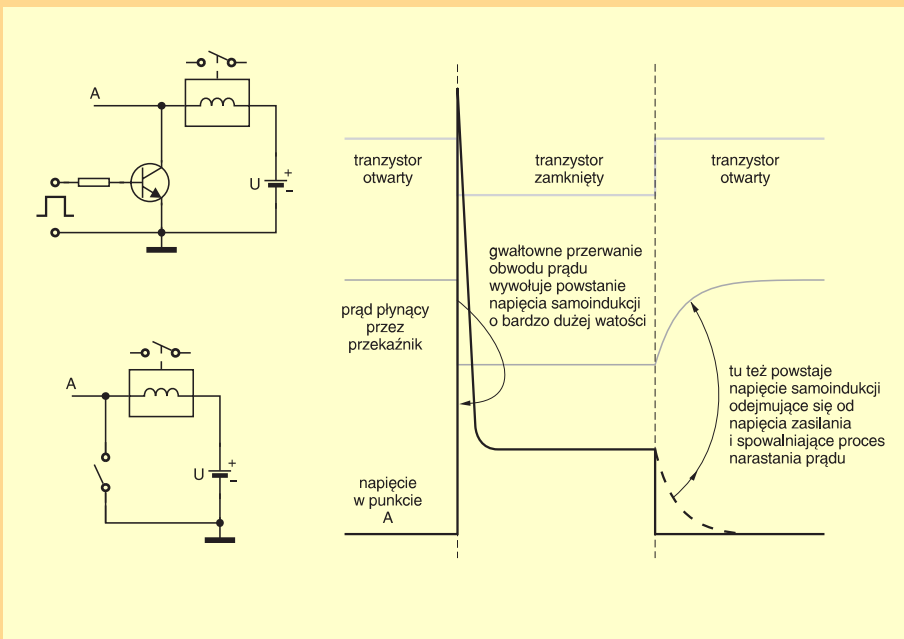 A
U
+
−
A
U
+
−
tranzystor
otwarty
tranzystor
zamknięty
tranzystor
otwarty
prąd płynący
przez
przekaźnik
gwałtowne przerwanie
obwodu prądu
wywołuje powstanie
napięcia samoindukcji
o bardzo dużej watości
tu też powstaje
napięcie samoindukcji
odejmujące się od
napięcia zasilania
i spowalniające proces
narastania prądu
napięcie
w punkcie
A